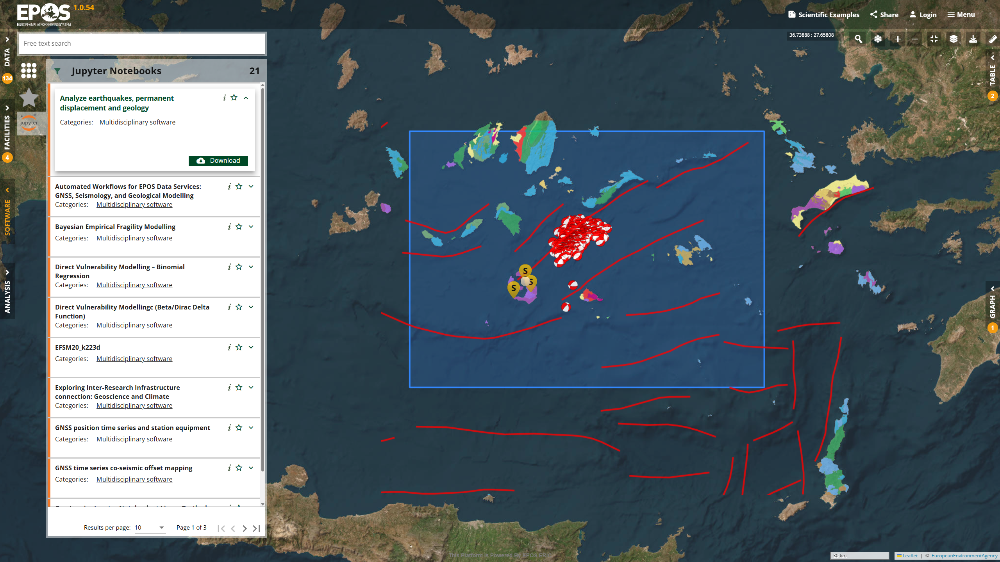 EPOS 1.0.54
EUROPEANPLATEOBSERVINGSYSTEM
Scientific Examples
Share
Login
Menu
36.73888 : 27.65808
Free text search
DATA
134
FACILITIES
4
SOFTWARE
ANALYSIS
TABLE
2
GRAPH
1
jupyter
Jupyter Notebooks 21
Analyze earthquakes, permanent
displacement and geology
Categories: Multidisciplinary software
Download
Automated Workflows for EPOS Data Services:
GNSS, Seismology, and Geological Modelling
Categories: Multidisciplinary software
Bayesian Empirical Fragility Modelling
Categories: Multidisciplinary software
Direct Vulnerability Modelling – Binomial
Regression
Categories: Multidisciplinary software
Direct Vulnerability Modellingc (Beta/Dirac Delta
Function)
Categories: Multidisciplinary software
EFSM20_k223d
Categories: Multidisciplinary software
Exploring Inter-Research Infrastructure
connection: Geoscience and Climate
Categories: Multidisciplinary software
GNSS position time series and station equipment
Categories: Multidisciplinary software
GNSS time series co-seismic offset mapping
Categories: Multidisciplinary software
Results per page: 10 Page 1 of 3
S
S
S
This Platform is Powered By EPOS ERIC
30 km
Leaflet | © EuropeanEnvironmentAgency